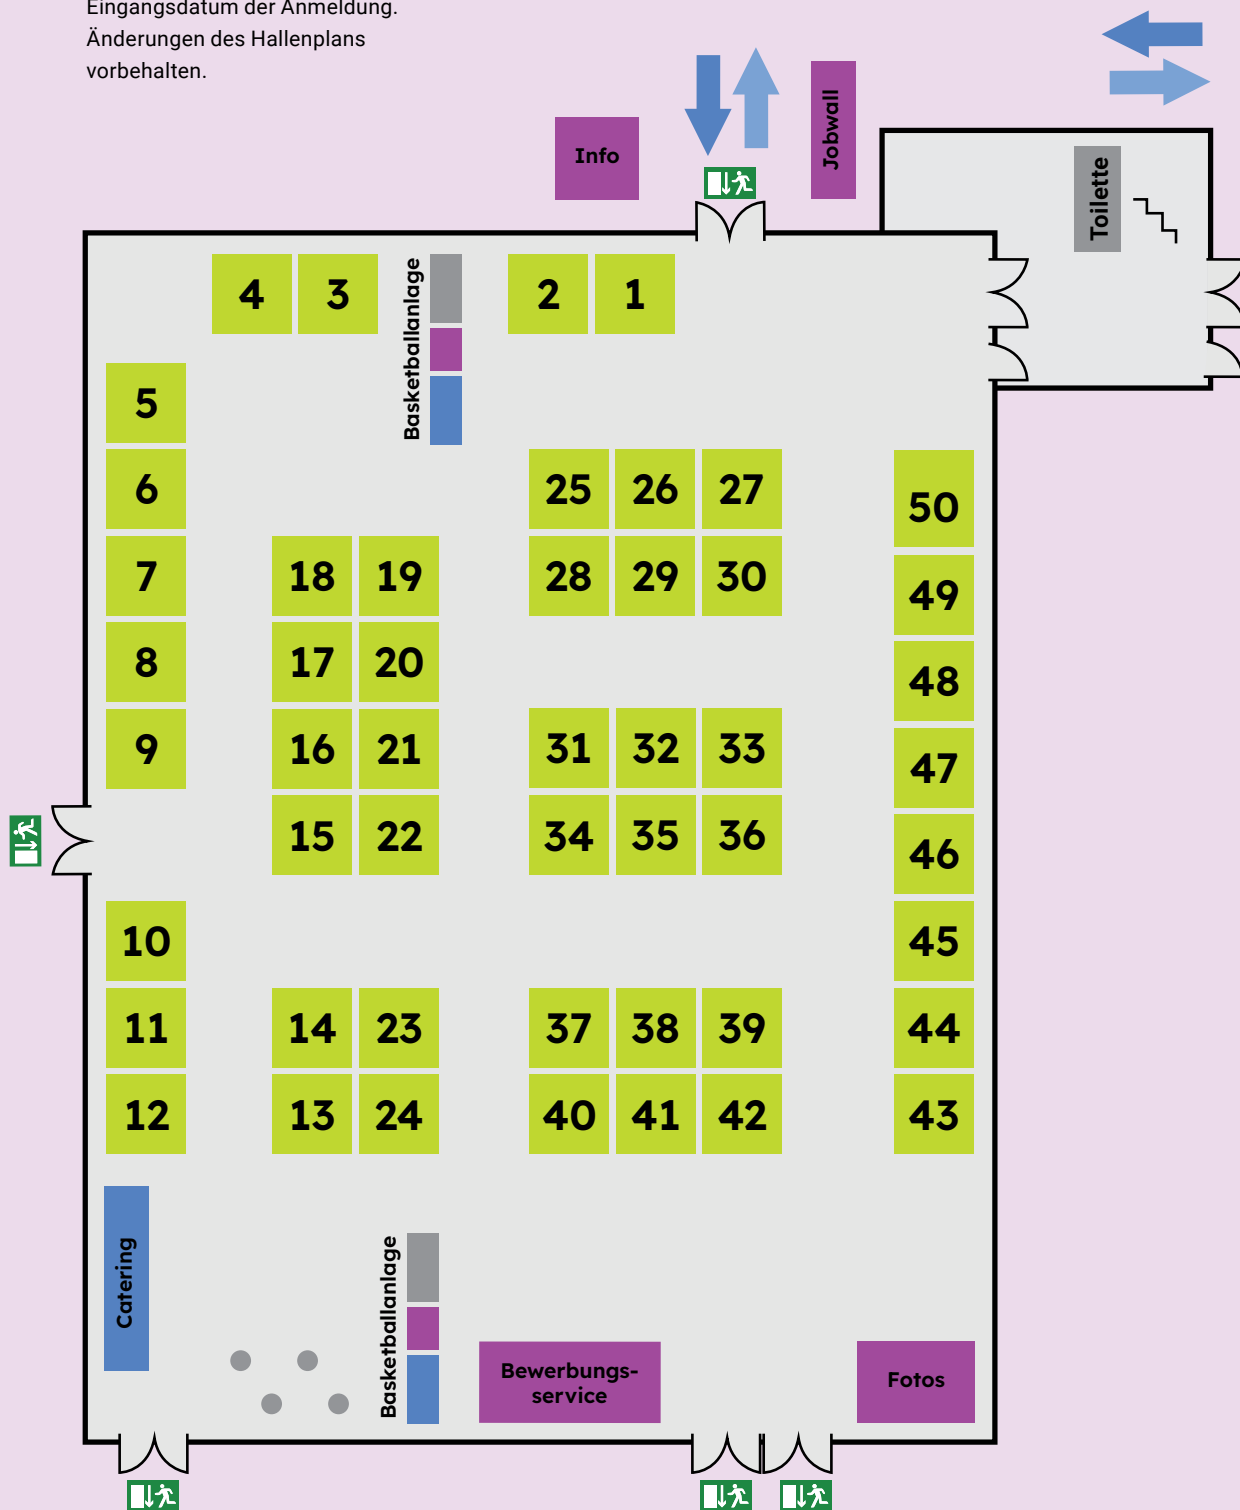 Eingangsdatum der Anmeldung.
Änderungen des Hallenplans
vorbehalten.
Info
Jobwall
Toilette
4 3
Basketballanlage
2 1
5
6
7
8
9
10
11
12
18 19
17 20
16 21
15 22
14 23
13 24
25 26 27
28 29 30
31 32 33
34 35 36
37 38 39
40 41 42
50
49
48
47
46
45
44
43
Catering
Basketballanlage
Bewerbungs-
service
Fotos